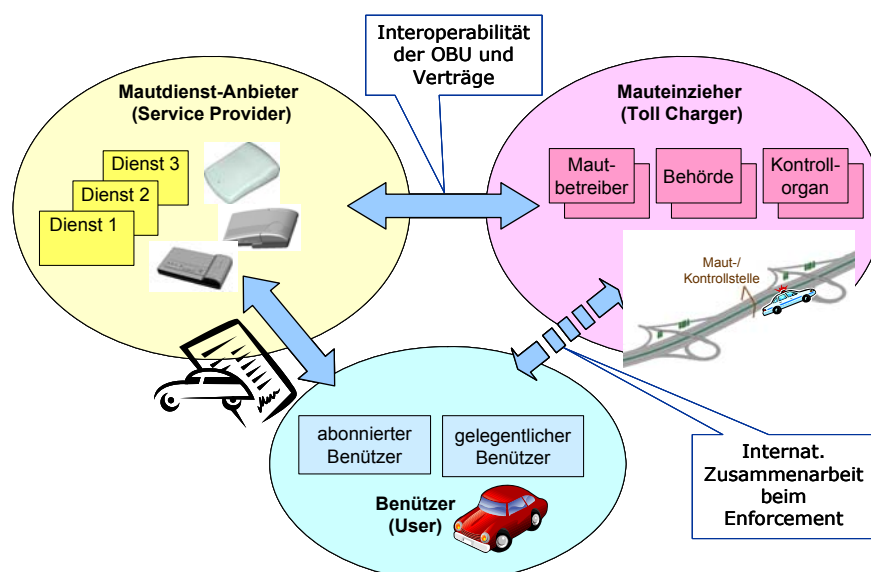 Interoperabilität
der OBU und
Verträge
Mautdienst-Anbieter
(Service Provider)
Dienst 3
Dienst 2
Dienst 1
Mauteinzieher
(Toll Charger)
Maut-
betreiber
Behörde
Kontroll-
organ
Maut-/
Kontrollstelle
abonnierter
Benützer
gelegentlicher
Benützer
Benützer
(User)
Internat.
Zusammenarbeit
beim
Enforcement